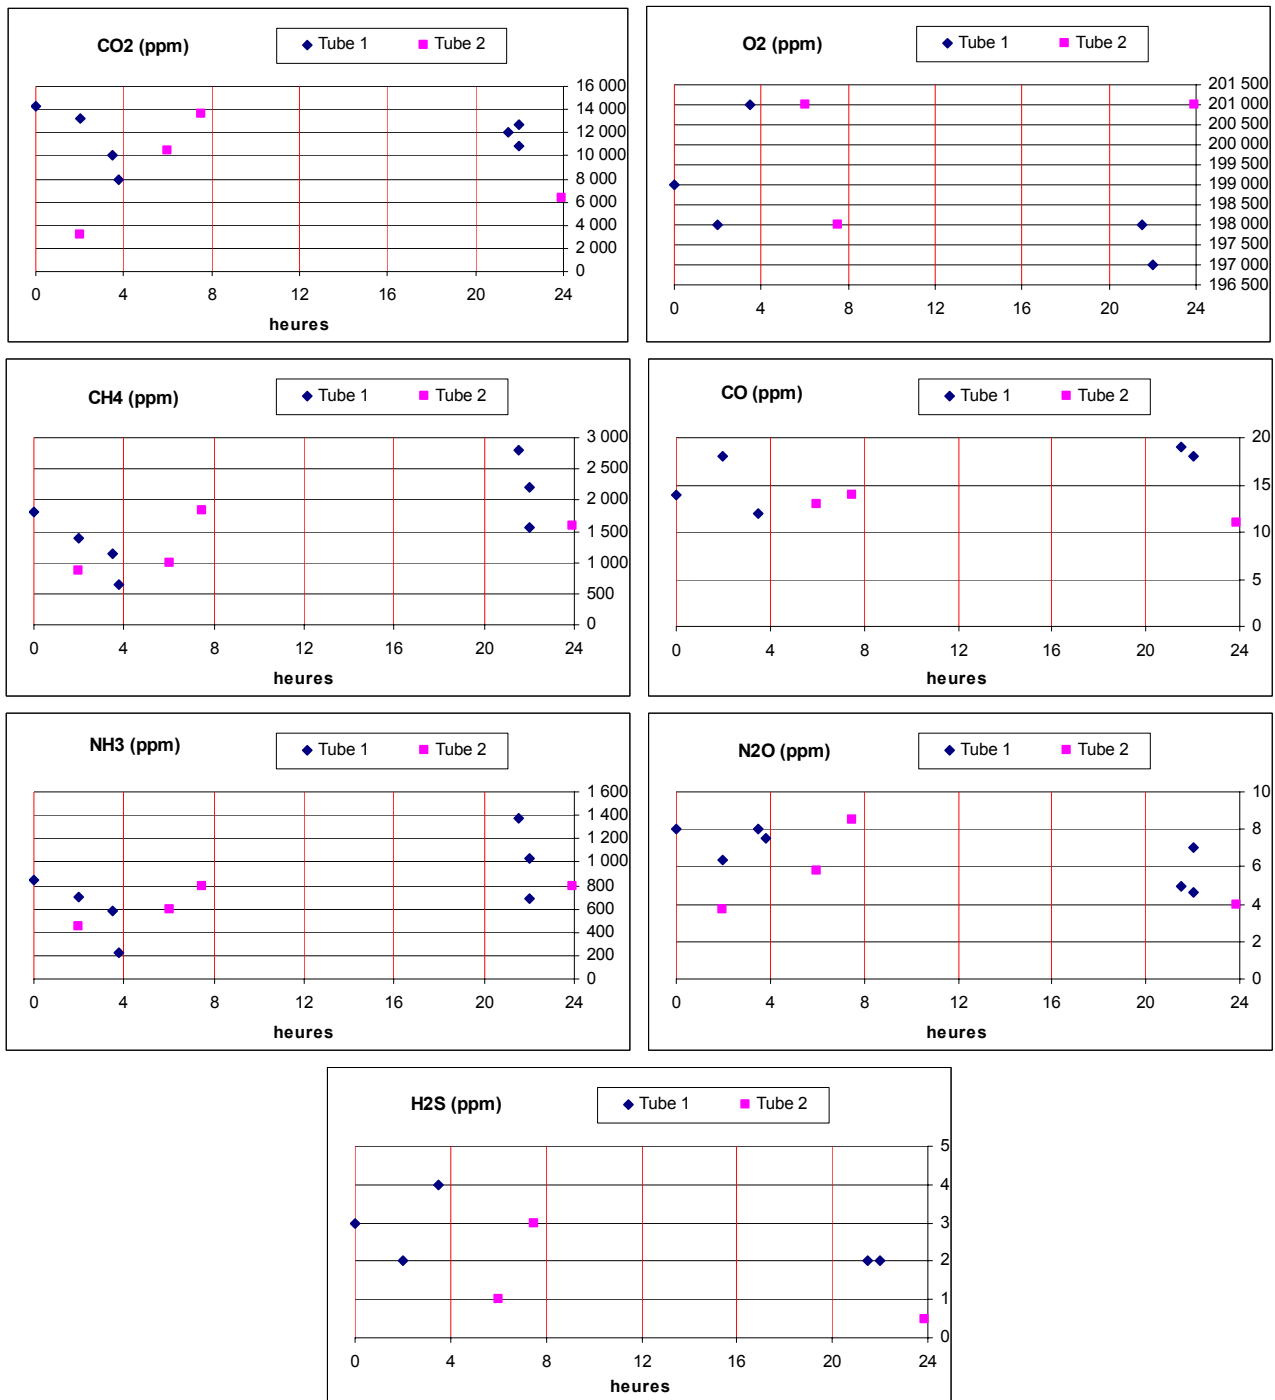 CO2 (ppm) Tube 1 Tube 2
16 000
14 000
12 000
10 000
8 000
6 000
4 000
2 000
0
0 4 8 12 16 20 24
heures
O2 (ppm) Tube 1 Tube 2
201 500
201 000
200 500
200 000
199 500
199 000
198 500
198 000
197 500
197 000
196 500
0 4 8 12 16 20 24
heures
CH4 (ppm) Tube 1 Tube 2
3 000
2 500
2 000
1 500
1 000
500
0
0 4 8 12 16 20 24
heures
CO (ppm) Tube 1 Tube 2
20
15
10
5
0
0 4 8 12 16 20 24
heures
NH3 (ppm) Tube 1 Tube 2
1 600
1 400
1 200
1 000
800
600
400
200
0
0 4 8 12 16 20 24
heures
N2O (ppm) Tube 1 Tube 2
10
8
6
4
2
0
0 4 8 12 16 20 24
heures
H2S (ppm) Tube 1 Tube 2
5
4
3
2
1
0
0 4 8 12 16 20 24
heures